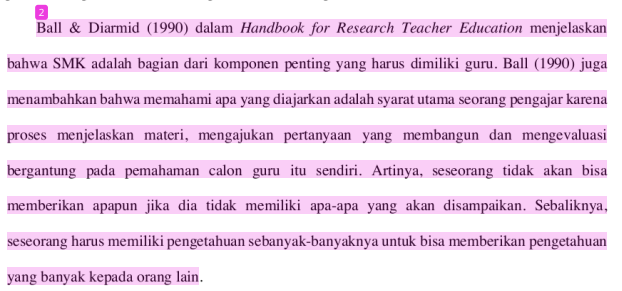 2
Ball & Diarmid (1990) dalam Handbook for Research Teacher Education menjelaskan
bahwa SMK adalah bagian dari komponen penting yang harus dimiliki guru. Ball (1990) juga
menambahkan bahwa memahami apa yang diajarkan adalah syarat utama seorang pengajar karena
proses menjelaskan materi, mengajukan pertanyaan yang membangun dan mengevaluasi
bergantung pada pemahaman calon guru itu sendiri. Artinya, seseorang tidak akan bisa
memberikan apapun jika dia tidak memiliki apa-apa yang akan disampaikan. Sebaliknya,
seseorang harus memiliki pengetahuan sebanyak-banyaknya untuk bisa memberikan pengetahuan
yang banyak kepada orang lain.